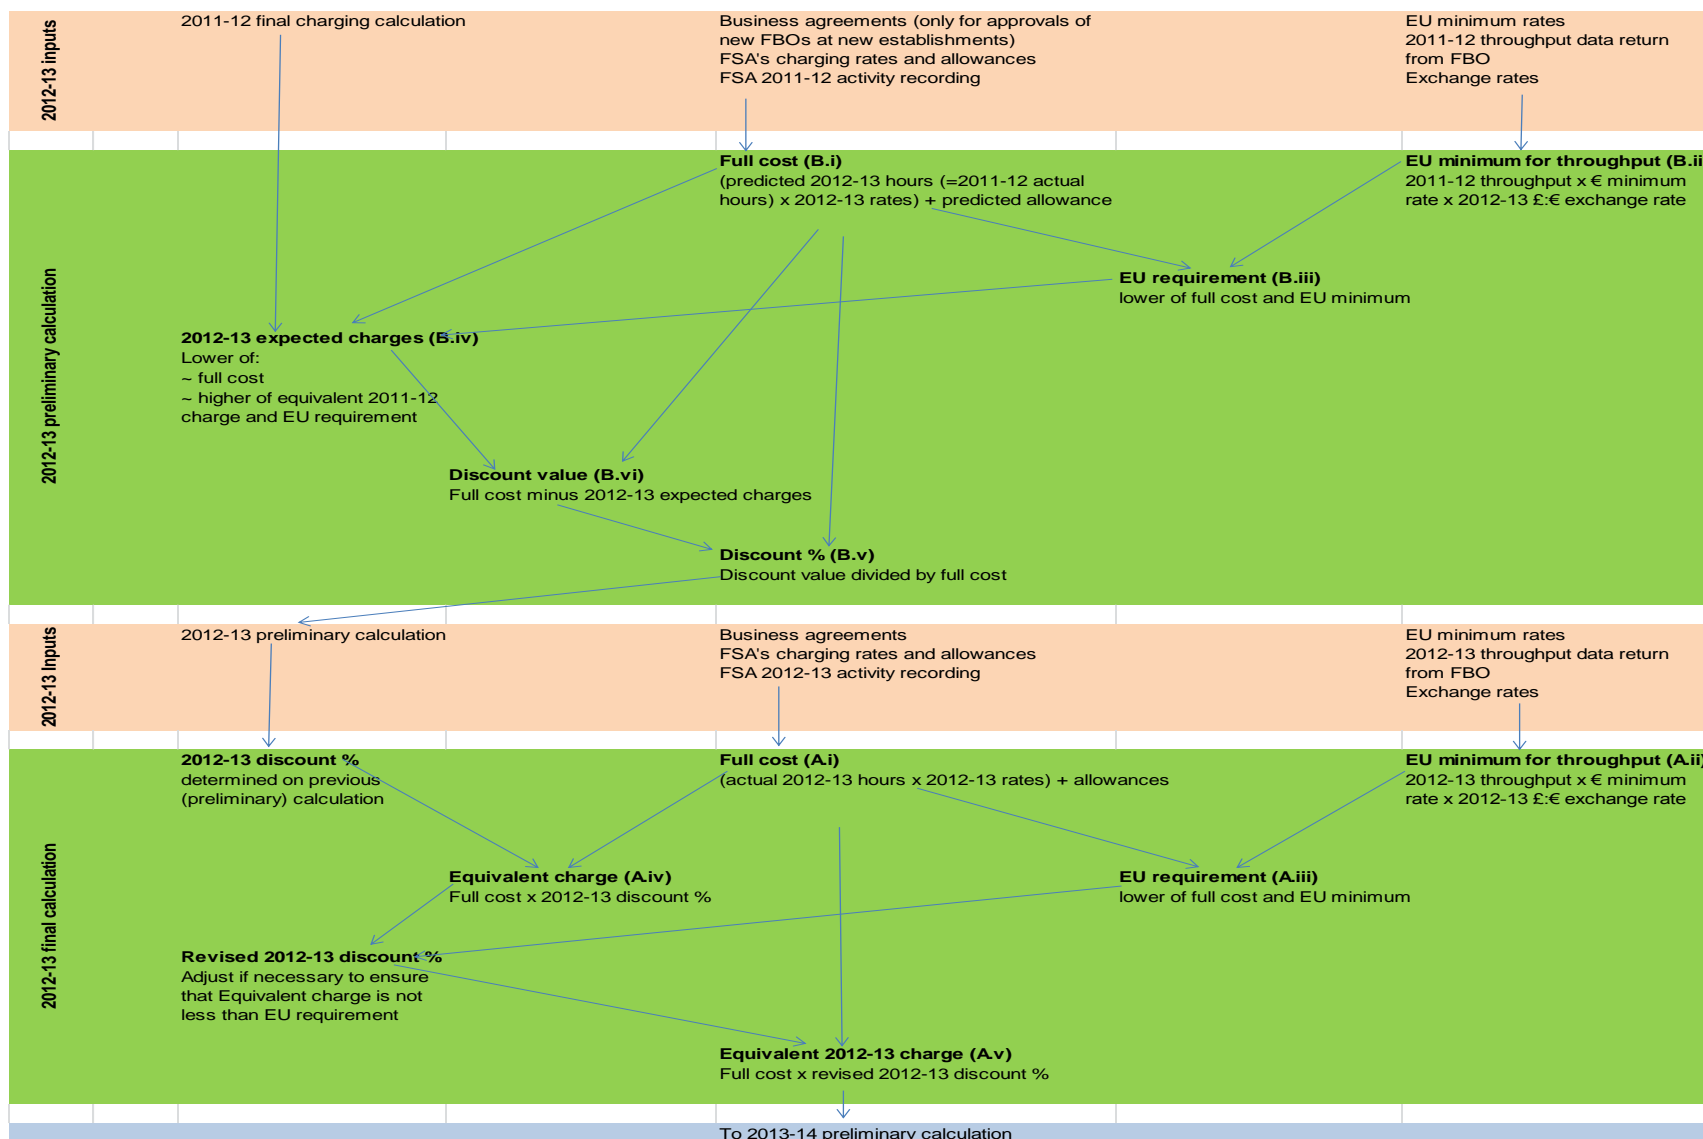 2012-13 inputs
2011-12 final charging calculation
Business agreements (only for approvals of
new FBOs at new establishments)
FSA's charging rates and allowances
FSA 2011-12 activity recording
EU minimum rates
2011-12 throughput data return
from FBO
Exchange rates
2012-13 preliminary calculation
Full cost (B.i)
(predicted 2012-13 hours (=2011-12 actual
hours) x 2012-13 rates) + predicted allowance
EU minimum for throughput (B.ii
2011-12 throughput x € minimum
rate x 2012-13 £:€ exchange rate
EU requirement (B.iii)
lower of full cost and EU minimum
2012-13 expected charges (B.iv)
Lower of:
~ full cost
~ higher of equivalent 2011-12
charge and EU requirement
Discount value (B.vi)
Full cost minus 2012-13 expected charges
Discount % (B.v)
Discount value divided by full cost
2012-13 Inputs
2012-13 preliminary calculation
Business agreements
FSA's charging rates and allowances
FSA 2012-13 activity recording
EU minimum rates
2012-13 throughput data return
from FBO
Exchange rates
2012-13 final calculation
2012-13 discount %
determined on previous
(preliminary) calculation
Full cost (A.i)
(actual 2012-13 hours x 2012-13 rates) + allowances
EU minimum for throughput (A.ii)
2012-13 throughput x € minimum
rate x 2012-13 £:€ exchange rate
Equivalent charge (A.iv)
Full cost x 2012-13 discount %
EU requirement (A.iii)
lower of full cost and EU minimum
Revised 2012-13 discount %
Adjust if necessary to ensure
that Equivalent charge is not
less than EU requirement
Equivalent 2012-13 charge (A.v)
Full cost x revised 2012-13 discount %
To 2013-14 preliminary calculation